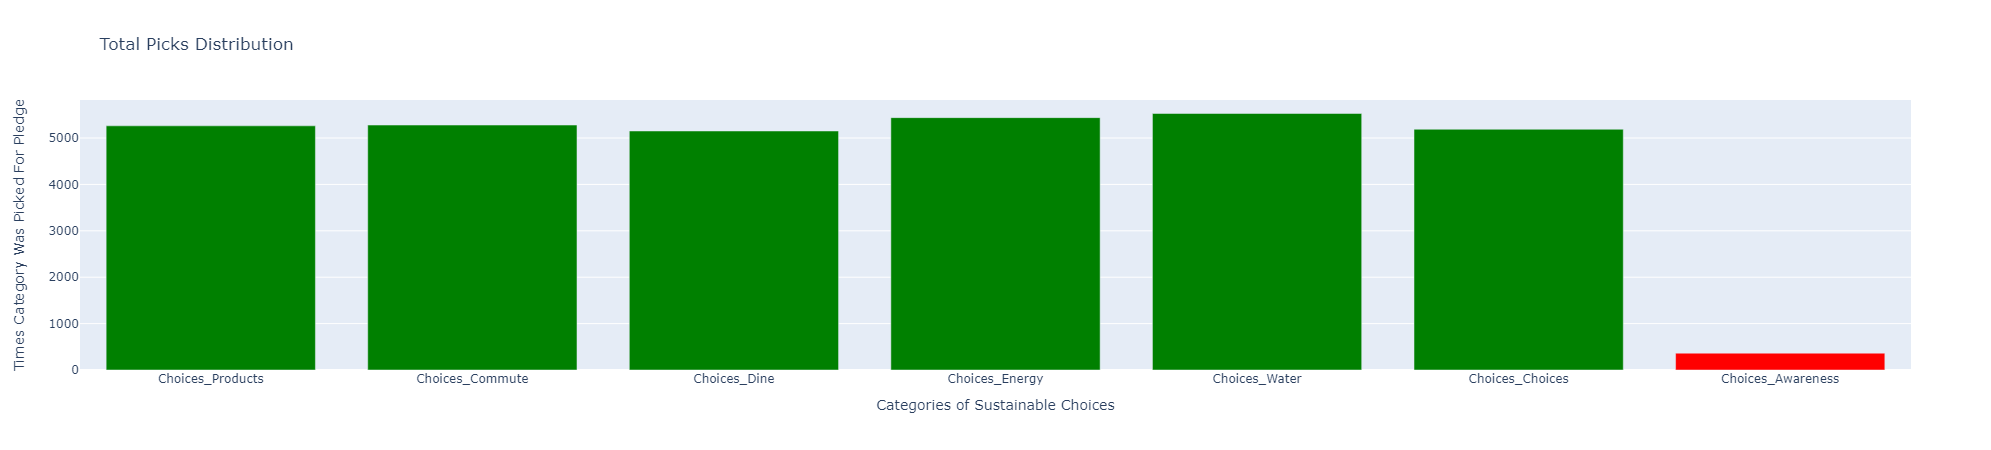 Total Picks Distribution
Times Category Was Picked For Pledge
5000
4000
3000
2000
1000
0
Choices_Products
Choices_Commute
Choices_Dine
Choices_Energy
Choices_Water
Choices_Choices
Choices_Awareness
Categories of Sustainable Choices